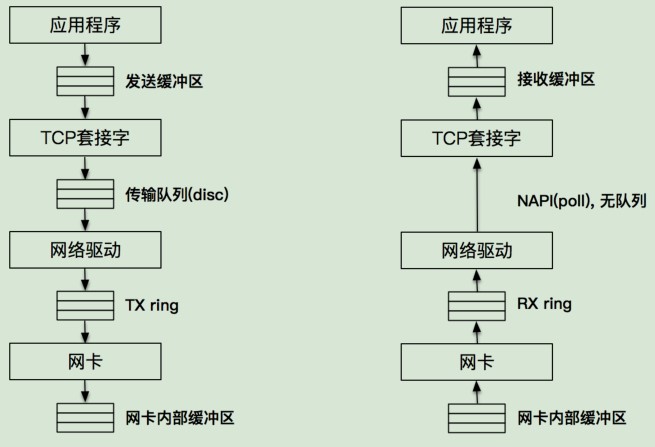 应用程序
发送缓冲区
TCP套接字
传输队列(disc)
网络驱动
TX ring
网卡
网卡内部缓冲区
应用程序
接收缓冲区
TCP套接字
NAPI(poll), 无队列
网络驱动
RX ring
网卡
网卡内部缓冲区